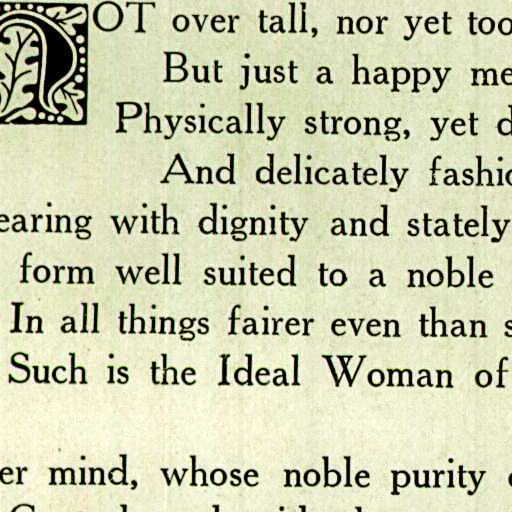 NOT over tall, nor yet too
But just a happy me
Physically strong, yet d
And delicately fashio
earing with dignity and stately
form well suited to a noble
In all things fairer even than s
Such is the Ideal Woman of
er mind, whose noble purity